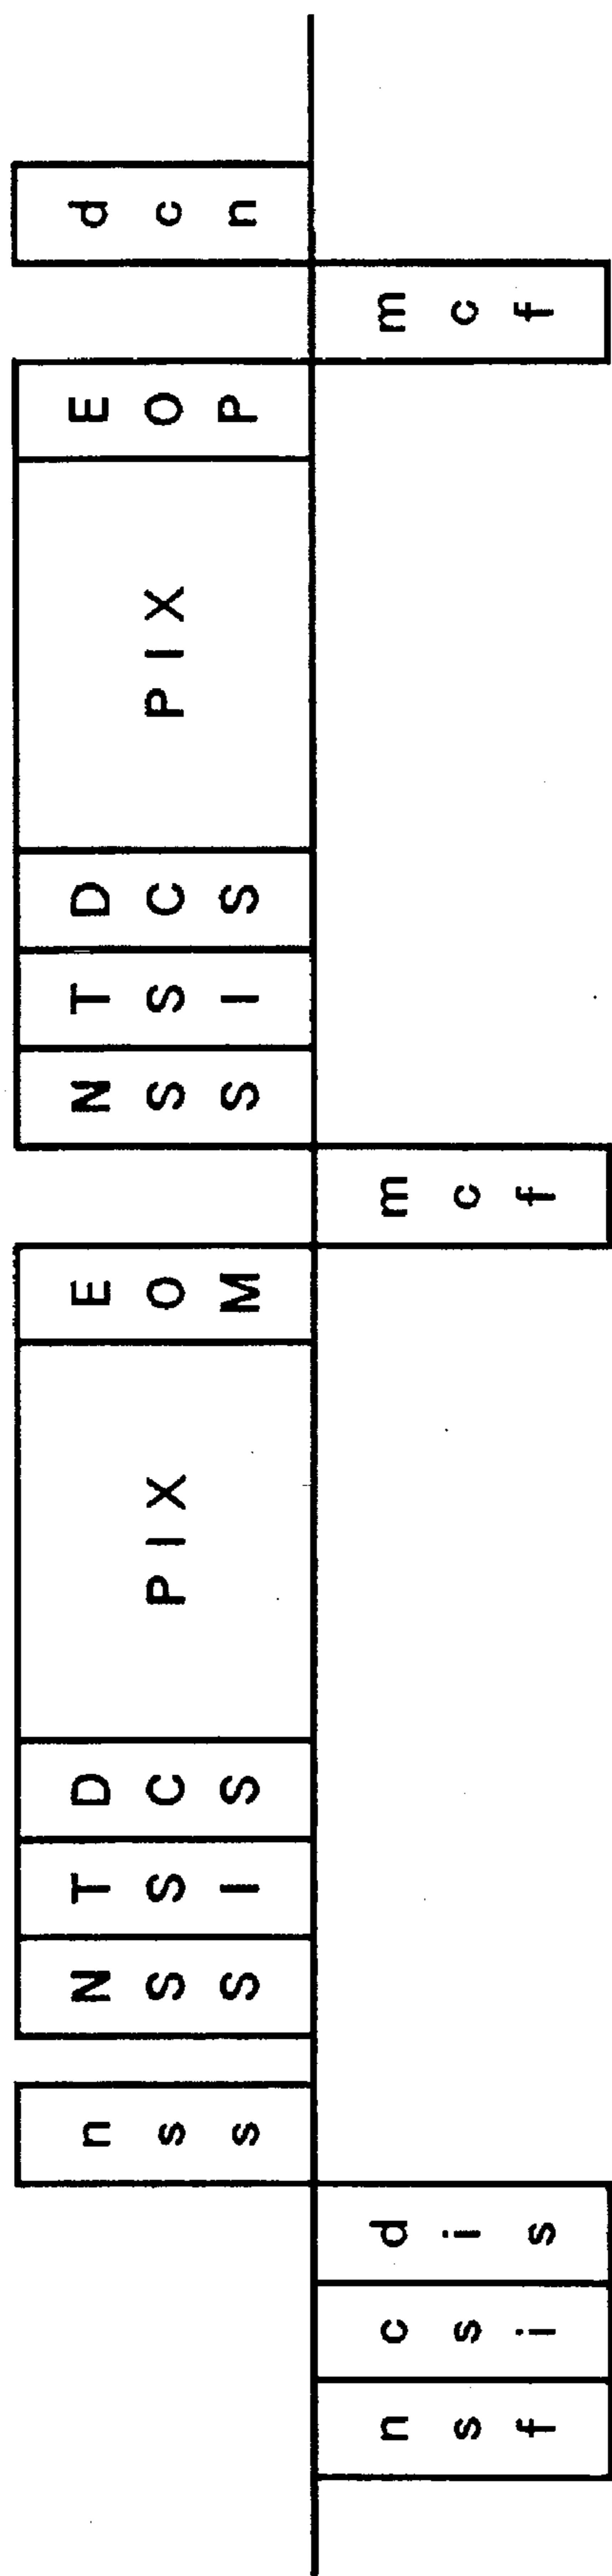 nsf
csi
dis
nss
NSS
TSI
DCS
PIX
EOM
mcf
NSS
TSI
DCS
PIX
EOP
mcf
dcn